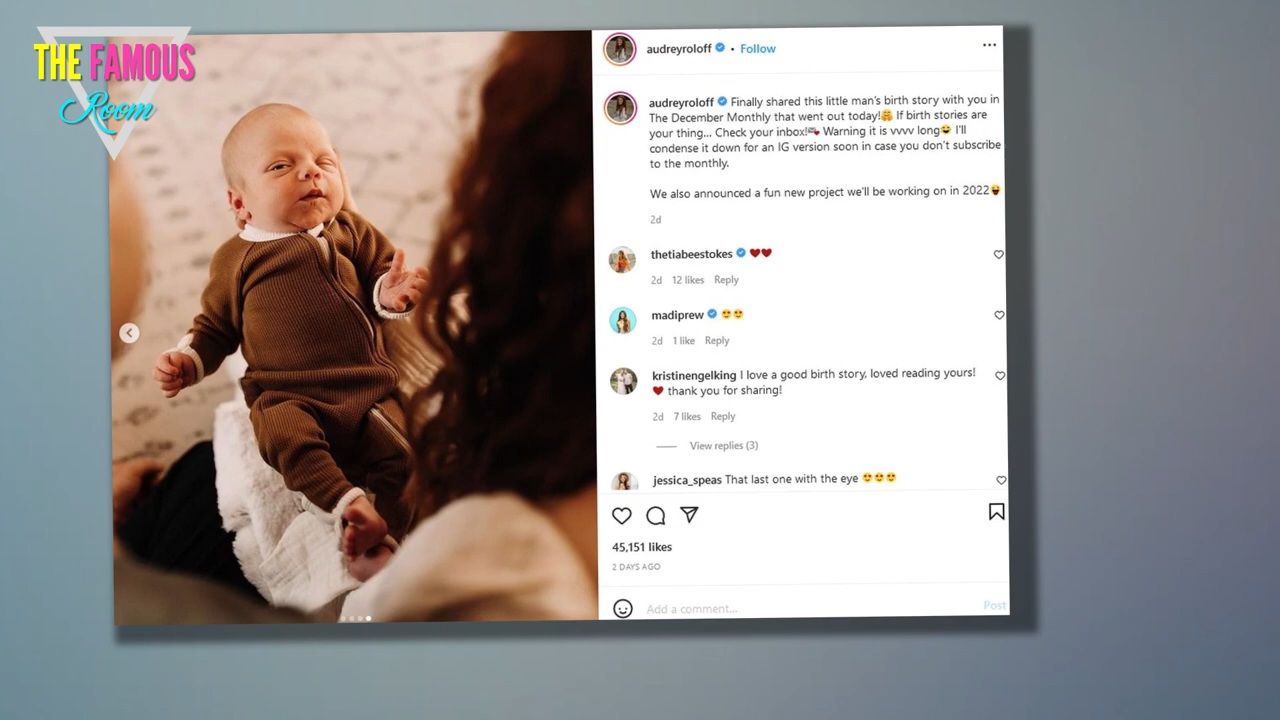 THE FAMOUS
Room
audreyroloff • Follow
audreyroloff Finally shared this little man's birth story with you in
The December Monthly that went out today!🤗 If birth stories are
your thing... Check your inbox!💌 Warning it is vvvv long😅 I'll
condense it down for an IG version soon in case you don't subscribe
to the monthly.
We also announced a fun new project we'll be working on in 2022😜
2d
thetiabeestokes ❤️❤️
2d 12 likes Reply
madiprew 😍😍
2d 1 like Reply
kristinengelking I love a good birth story, loved reading yours!
❤️ thank you for sharing!
2d 7 likes Reply
View replies (3)
jessica_speas That last one with the eye 😍😍😍
45,151 likes
2 DAYS AGO
Add a comment...
Post